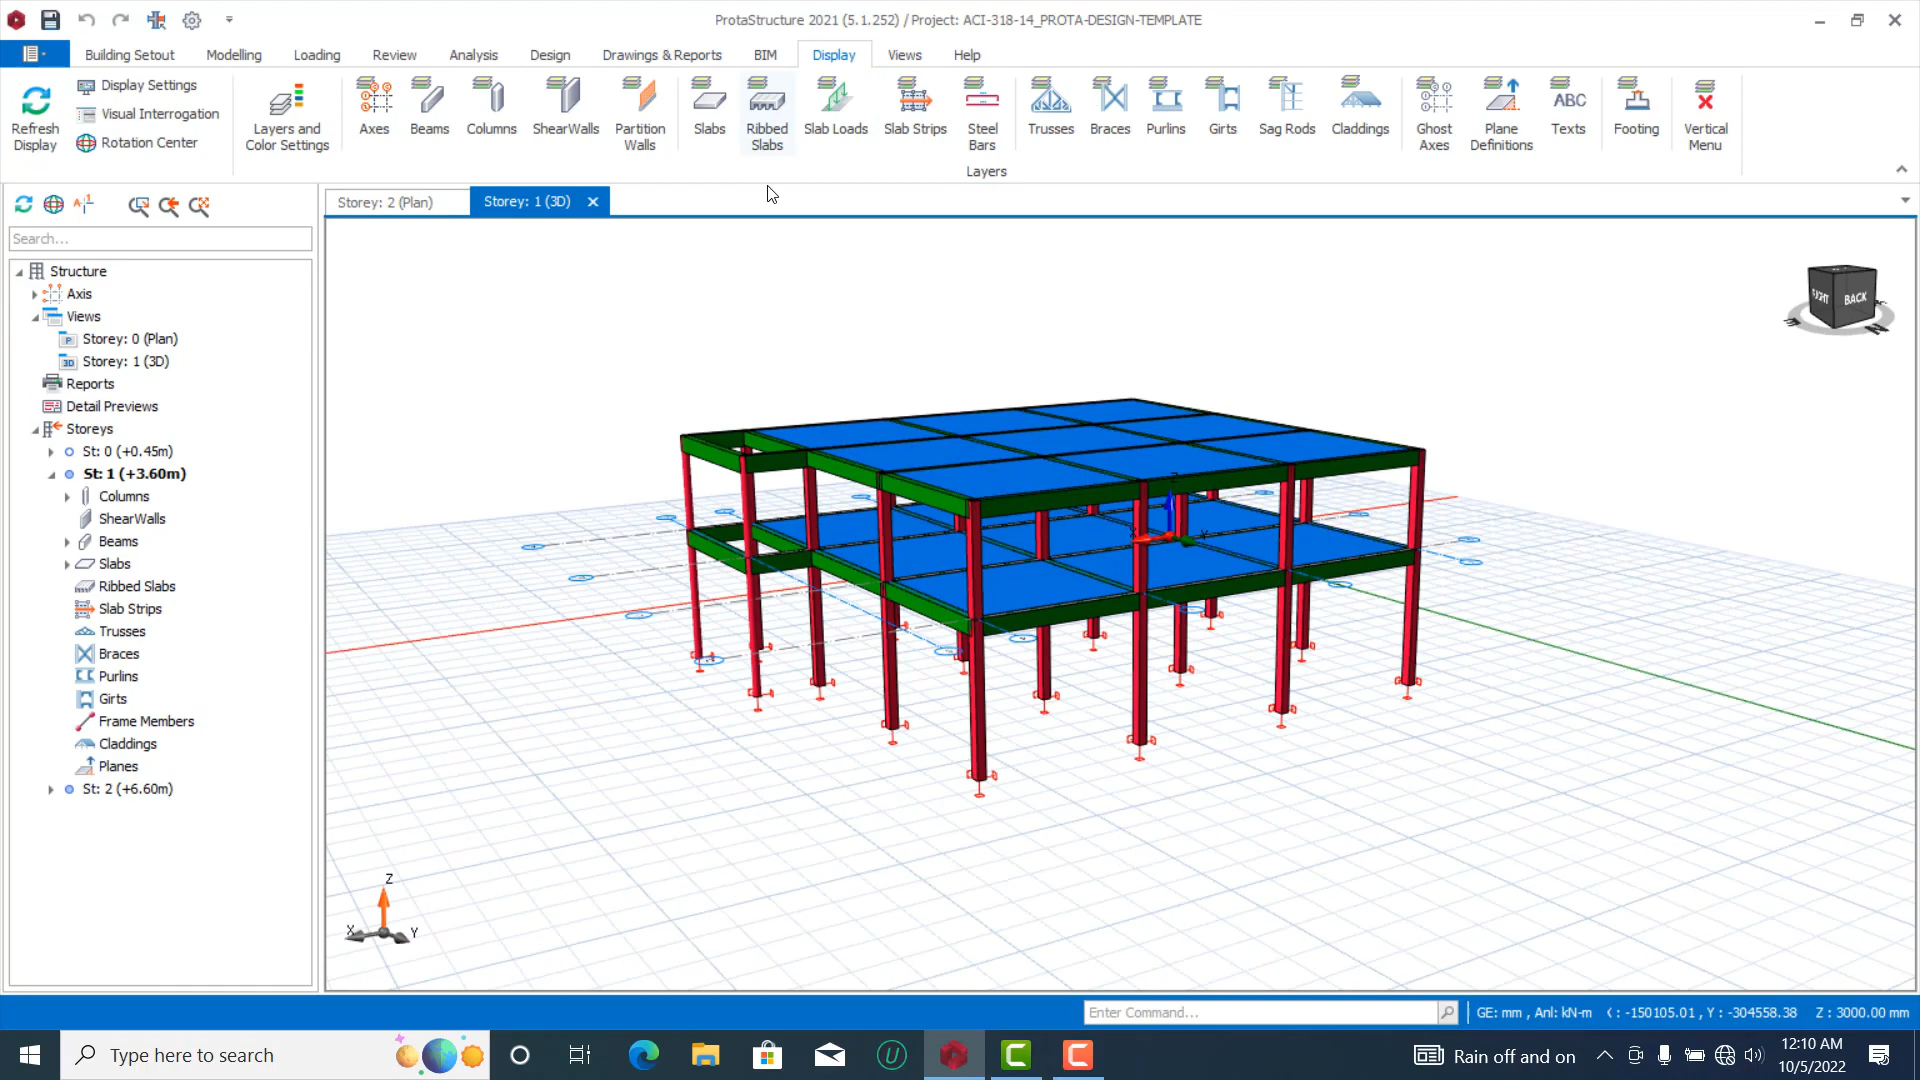 ProtaStructure 2021 (5.1.252) / Project: ACI-318-14_PROTA-DESIGN-TEMPLATE
Building Setout Modelling Loading Review Analysis Design Drawings & Reports BIM Display Views Help
Refresh Display
Display Settings
Visual Interrogation
Rotation Center
Layers and Color Settings
Axes
Beams
Columns
ShearWalls
Partition Walls
Slabs
Ribbed Slabs
Slab Loads
Slab Strips
Steel Bars
Trusses
Braces
Purlins
Girts
Sag Rods
Claddings
Ghost Axes
Plane Definitions
ABC
Texts
Footing
Vertical Menu
Layers
Storey: 2 (Plan)
Storey: 1 (3D)
Search...
Structure
Axis
Views
Storey: 0 (Plan)
Storey: 1 (3D)
Reports
Detail Previews
Storeys
St: 0 (+0.45m)
St: 1 (+3.60m)
Columns
ShearWalls
Beams
Slabs
Ribbed Slabs
Slab Strips
Trusses
Braces
Purlins
Girts
Frame Members
Claddings
Planes
St: 2 (+6.60m)
BACK
Z
X
Y
Enter Command...
GE: mm , Anl: kN-m
: -150105.01 , Y : -304558.38
Z : 3000.00 mm
Type here to search
Rain off and on
12:10 AM
10/5/2022